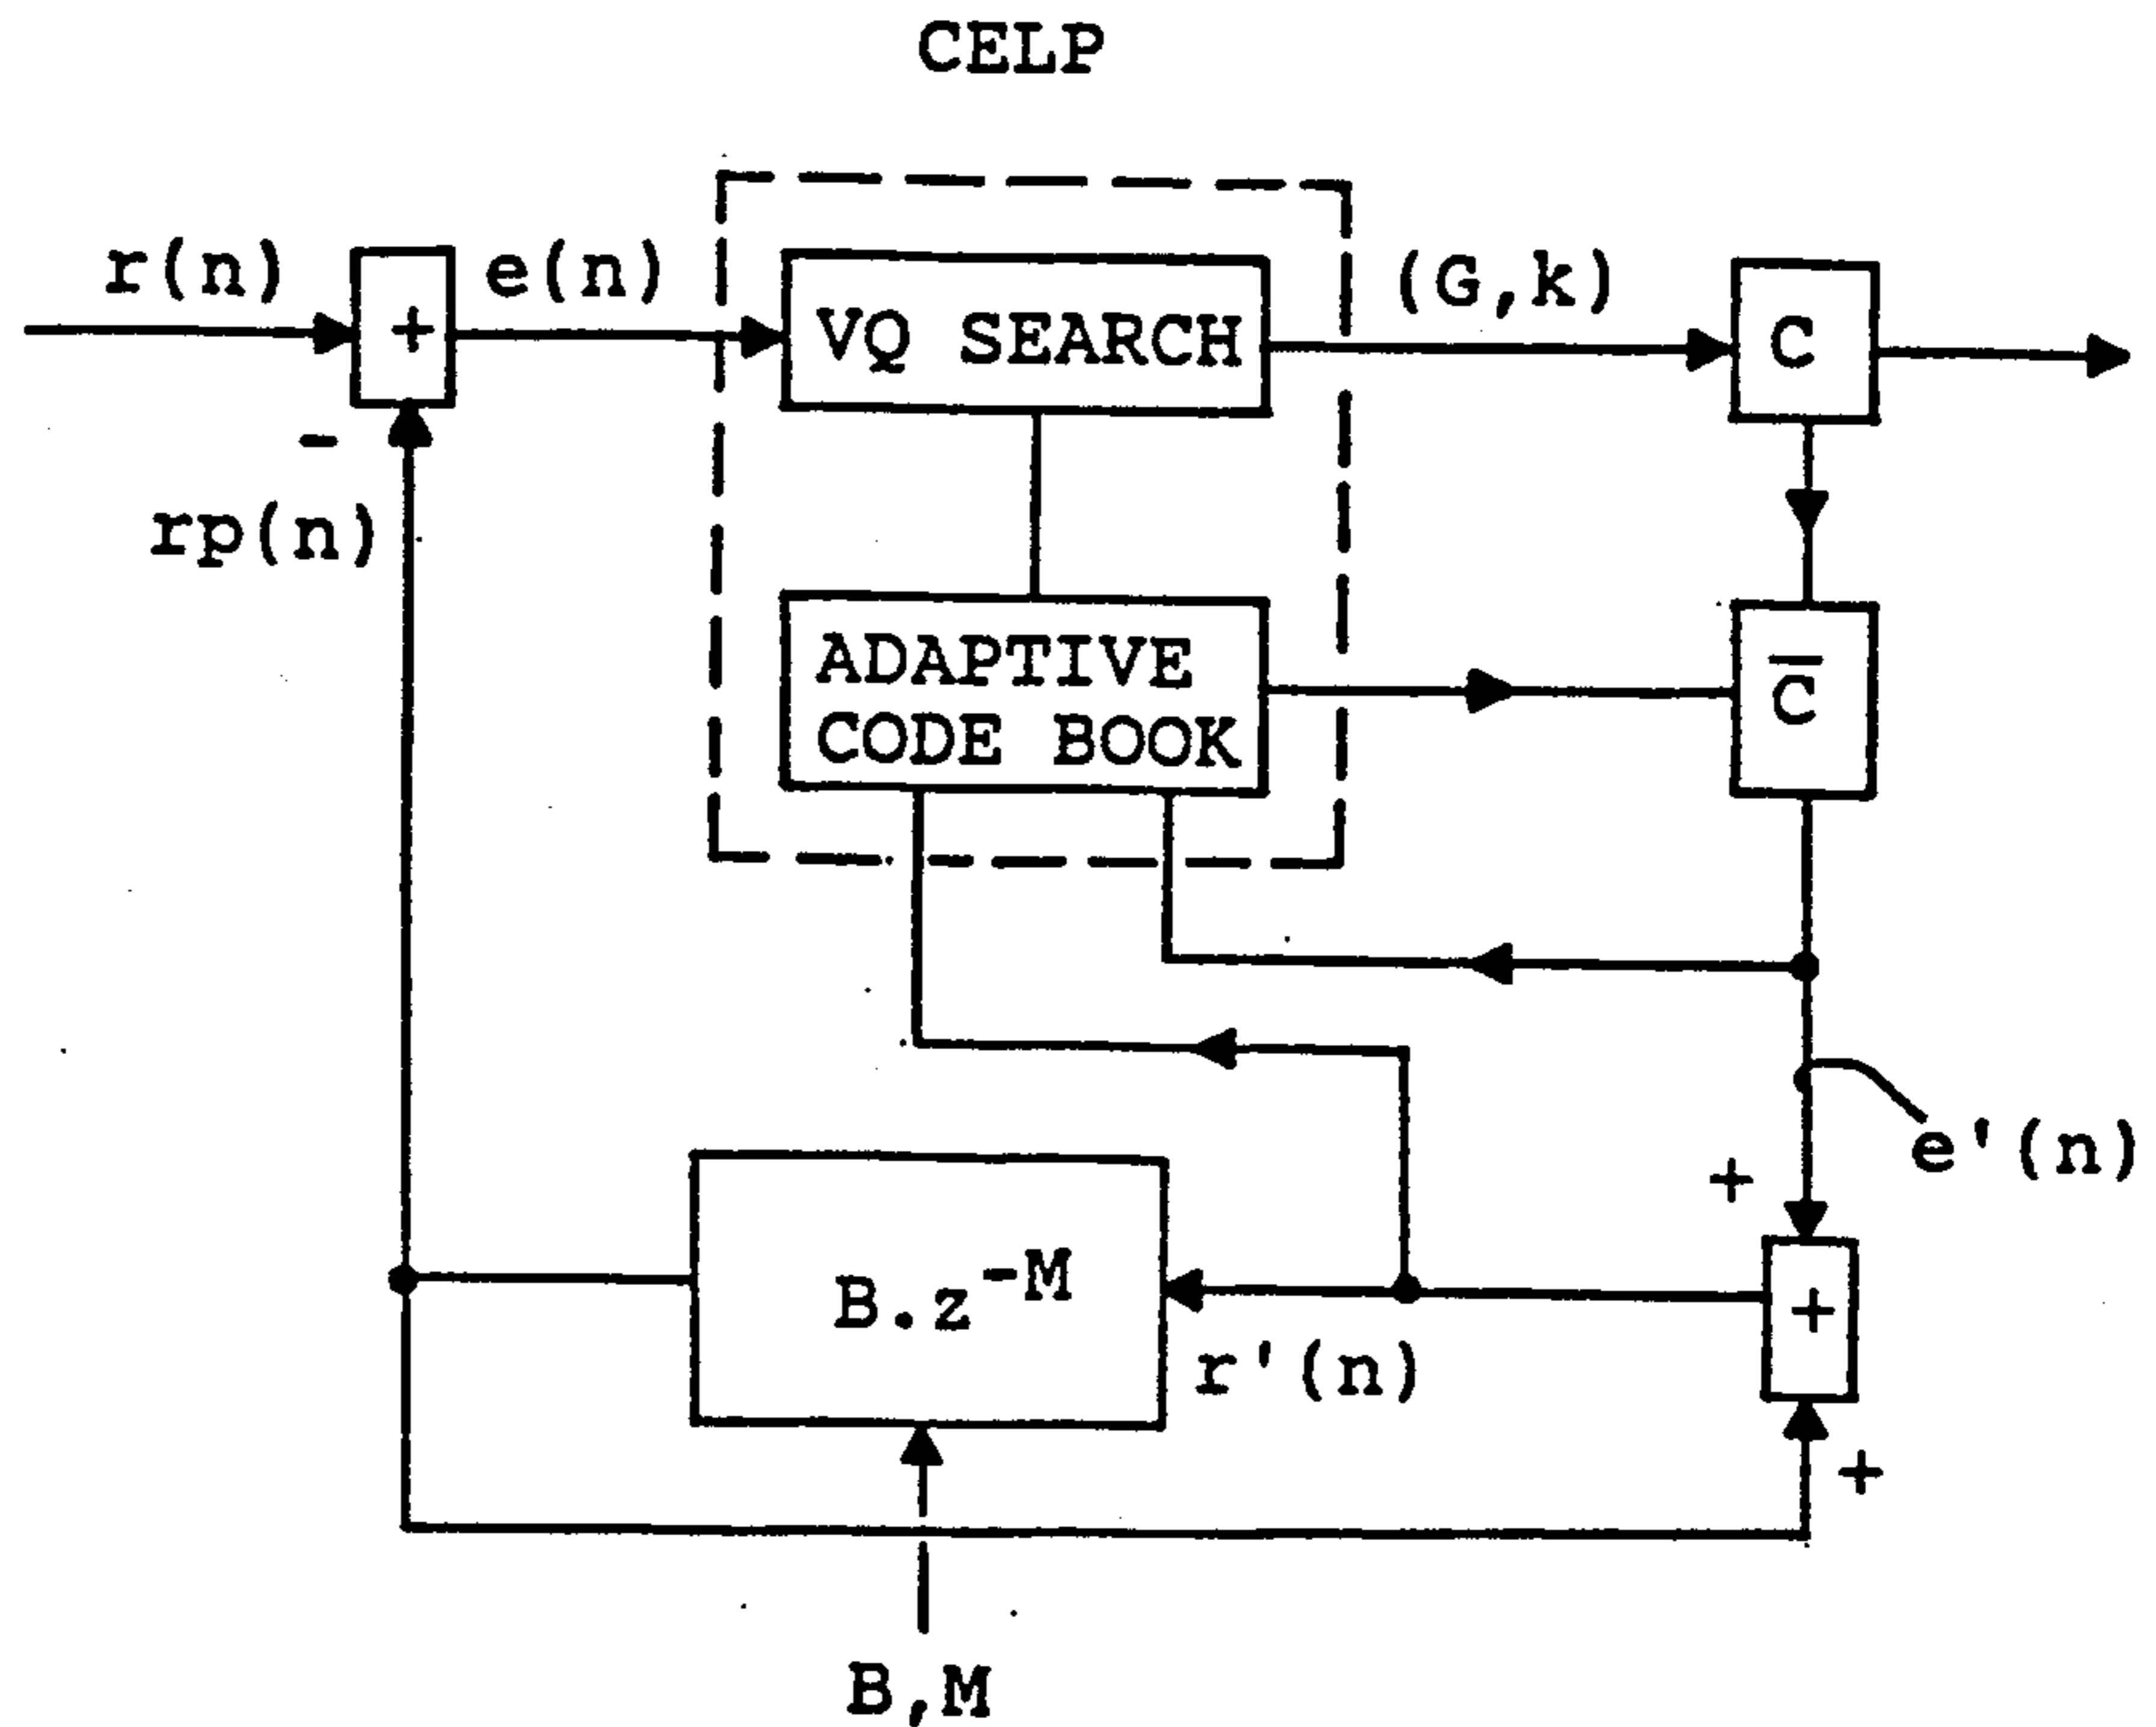 CELP
r(n)
+
e(n)
VQ SEARCH
(G,k)
C
-
rp(n)
ADAPTIVE
CODE BOOK
C̅
e'(n)
+
B.z^-M
+
r'(n)
+
B,M